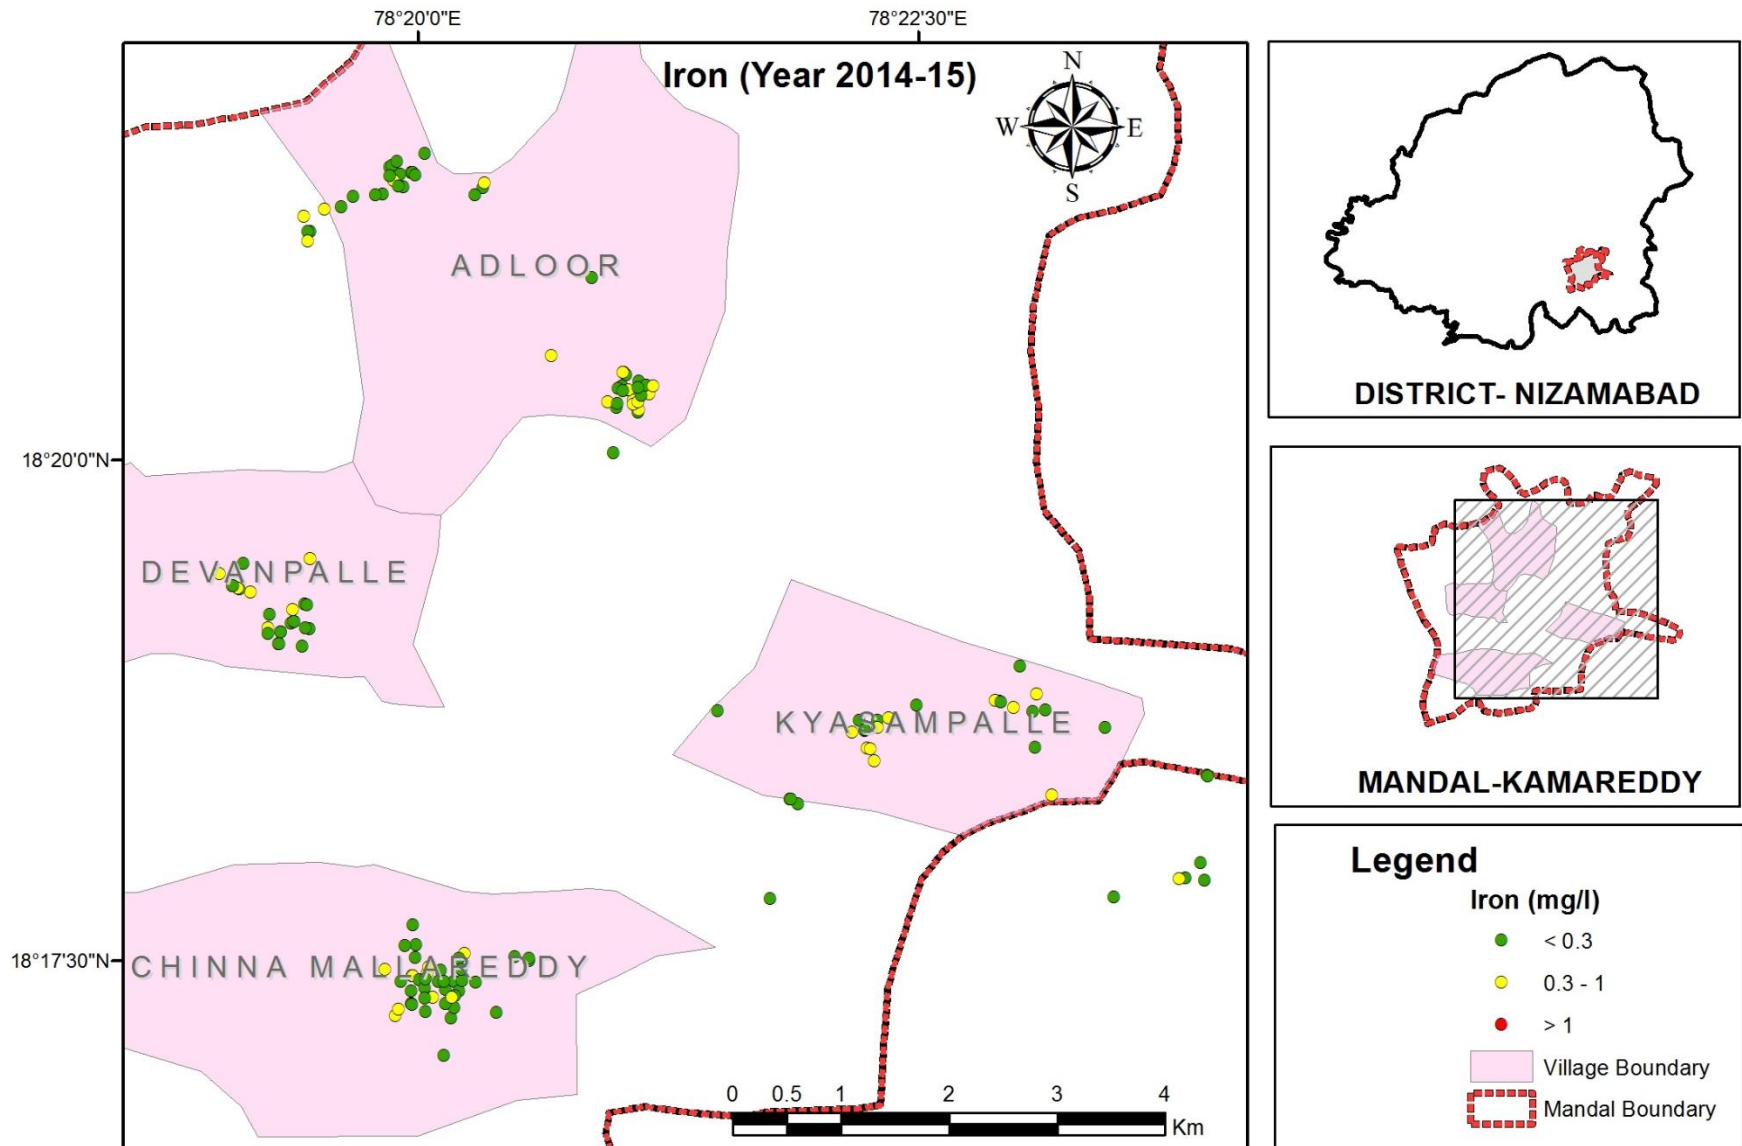 78°20'0"E
78°22'30"E
Iron (Year 2014-15)
N
W
E
S
ADLOOR
18°20'0"N
DEVANPALLE
KYASAMPALLE
18°17'30"N
CHINNA MALLAREDDY
0 0.5 1 2 3 4
Km
DISTRICT- NIZAMABAD
MANDAL-KAMAREDDY
Legend
Iron (mg/l)
< 0.3
0.3 - 1
> 1
Village Boundary
Mandal Boundary